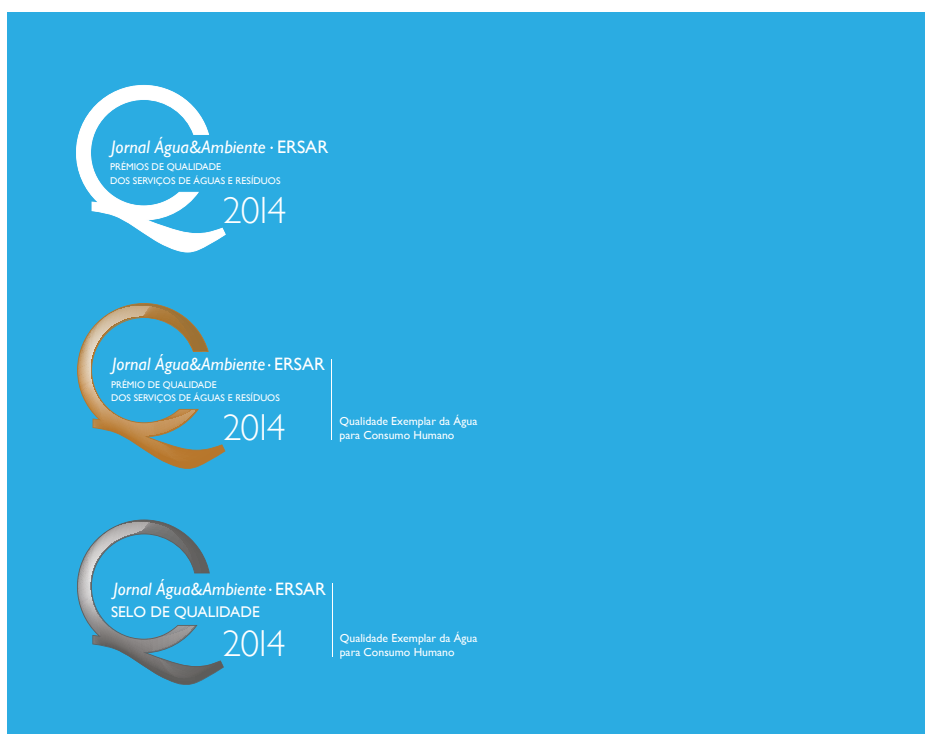 Jornal Água&Ambiente · ERSAR
PRÉMIOS DE QUALIDADE
DOS SERVIÇOS DE ÁGUAS E RESÍDUOS
2014
Jornal Água&Ambiente · ERSAR
PRÉMIO DE QUALIDADE
DOS SERVIÇOS DE ÁGUAS E RESÍDUOS
2014
Qualidade Exemplar da Água
para Consumo Humano
Jornal Água&Ambiente · ERSAR
SELO DE QUALIDADE
2014
Qualidade Exemplar da Água
para Consumo Humano